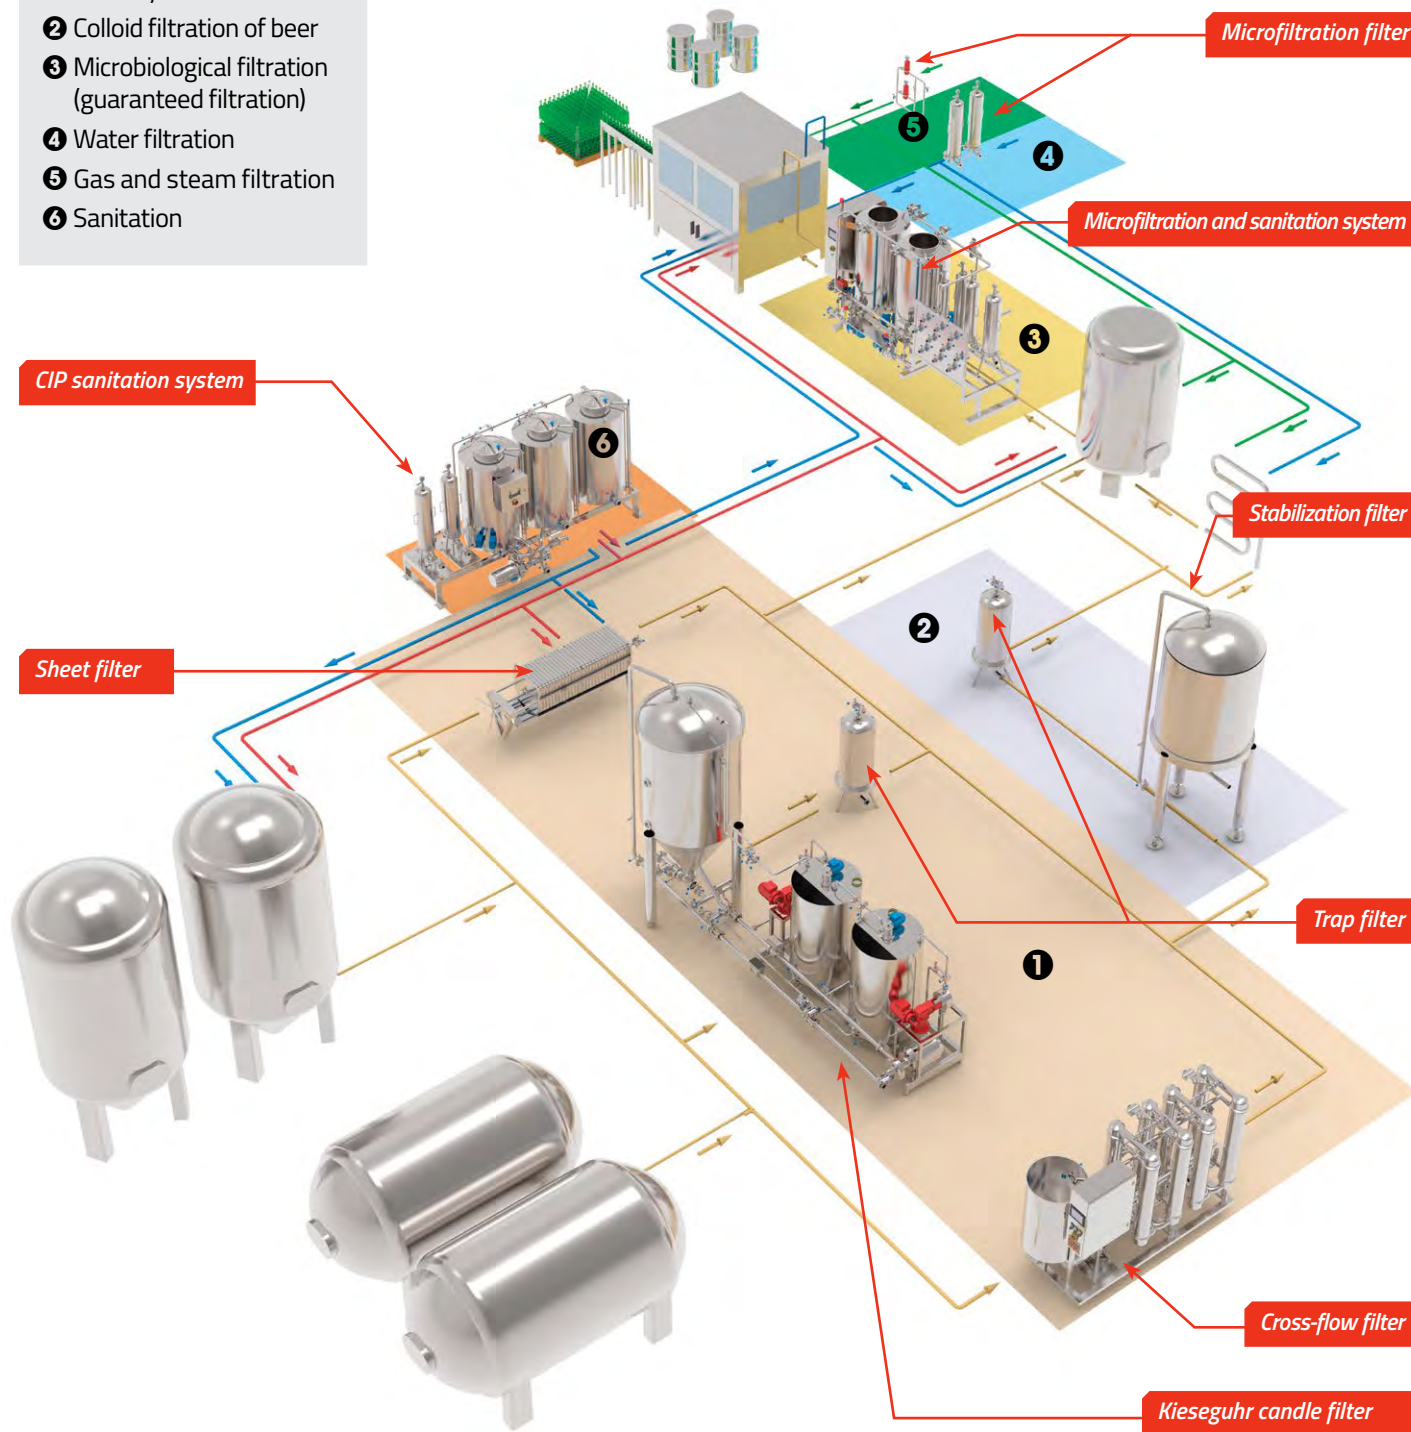 ❷ Colloid filtration of beer
❸ Microbiological filtration
(guaranteed filtration)
❹ Water filtration
❺ Gas and steam filtration
❻ Sanitation
Microfiltration filter
❺
❹
Microfiltration and sanitation system
❸
CIP sanitation system
❻
Stabilization filter
❷
Sheet filter
Trap filter
❶
Cross-flow filter
Kieseguhr candle filter